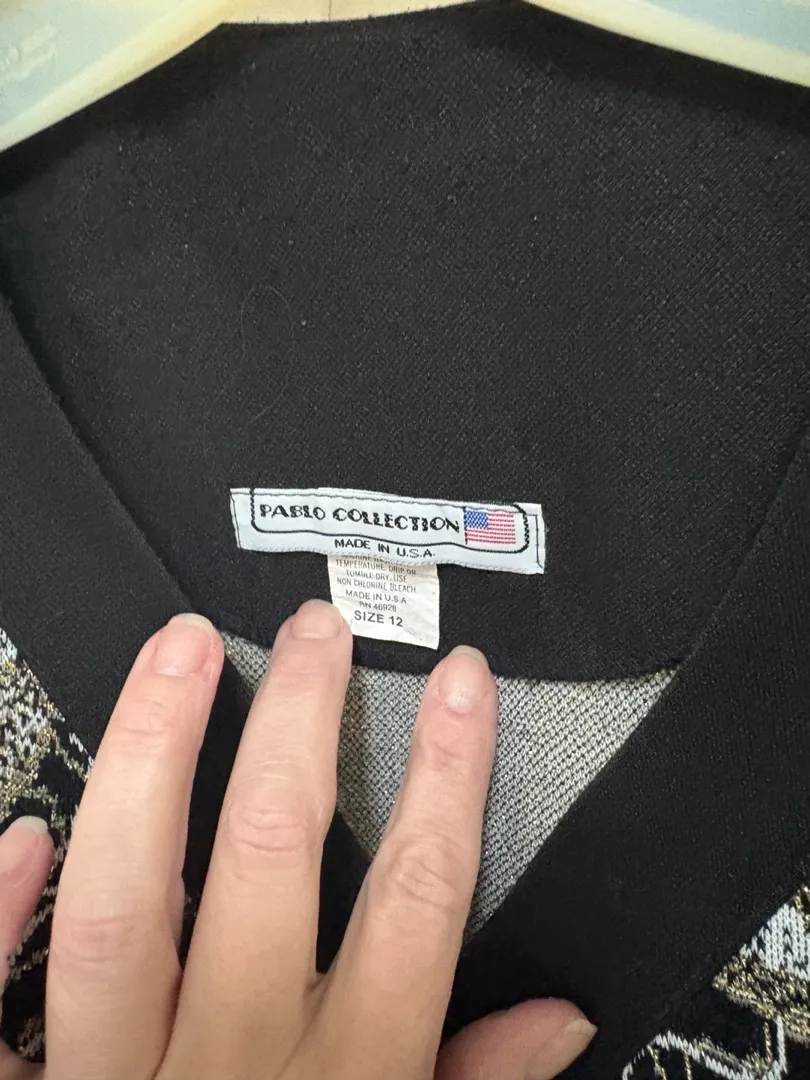 PABLO COLLECTION
MADE IN U.S.A.
TEMPERATURE. DRIP OR
TUMBLE DRY. USE
NON CHLORINE BLEACH
MADE IN U.S.A
RN 46928
SIZE 12